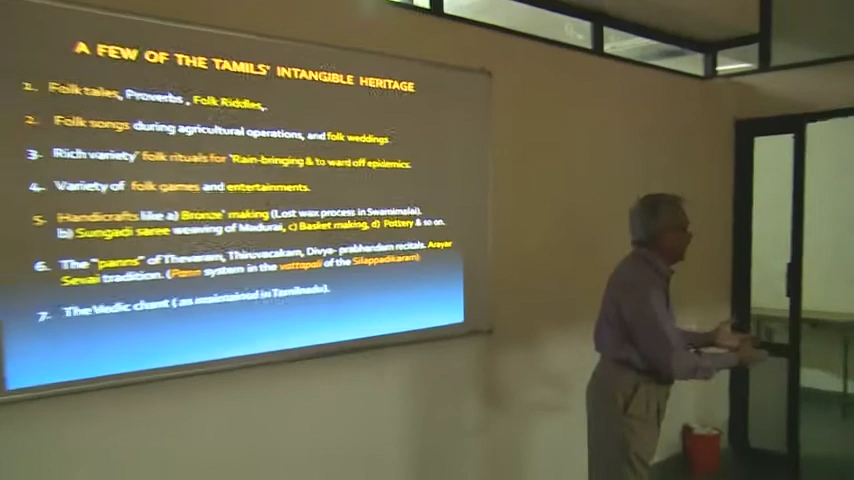 A FEW OF THE TAMILS' INTANGIBLE HERITAGE
1. Folk tales, Proverbs , Folk Riddles,.
2. Folk songs during agricultural operations, and folk weddings.
3. Rich variety' folk rituals for 'Rain-bringing & to ward off epidemics.
4. Variety of folk games and entertainments.
5. Handicrafts like a) Bronze' making (Lost wax process in Swamimalai),
b) Sungadi saree weaving of Madurai, c) Basket making, d) Pottery & so on.
6. The "panns" of Thevaram, Thiruvacakam, Divya- prabhandam recitals. Arayar
Sevai tradition. (Pann system in the vattapali of the Silappadikaram)
7. The Vedic chant ( as maintained in Tamilnadu).